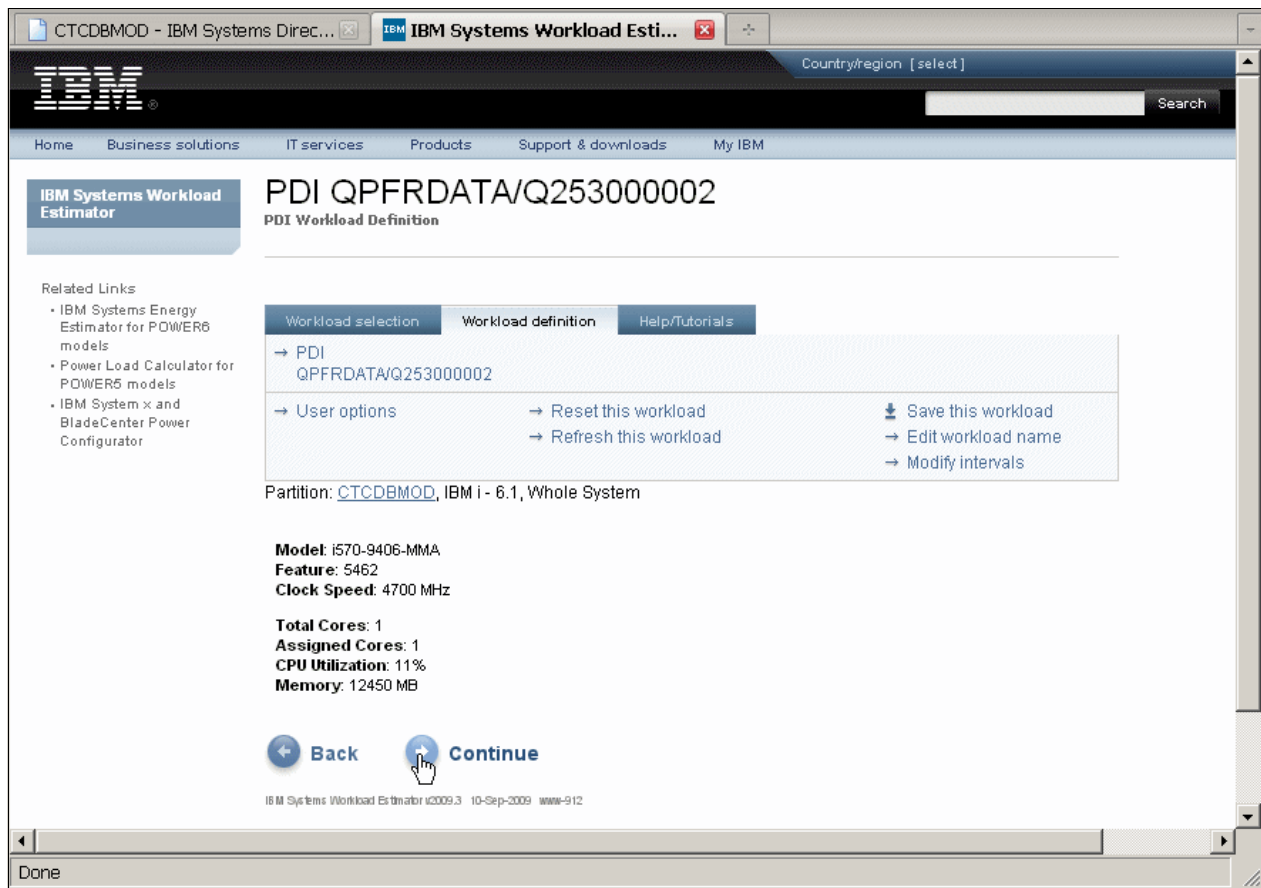 CTCDBMOD - IBM Systems Direc...
IBM IBM Systems Workload Esti...
IBM®
Country/region [ select ]
Search
Home Business solutions IT services Products Support & downloads My IBM
IBM Systems Workload
Estimator
Related Links
• IBM Systems Energy
Estimator for POWER6
models
• Power Load Calculator for
POWER5 models
• IBM System x and
BladeCenter Power
Configurator
PDI QPFRDATA/Q253000002
PDI Workload Definition
Workload selection Workload definition Help/Tutorials
→ PDI
QPFRDATA/Q253000002
→ User options → Reset this workload Save this workload
→ Refresh this workload → Edit workload name
→ Modify intervals
Partition: CTCDBMOD, IBM i - 6.1, Whole System
Model: i570-9406-MMA
Feature: 5462
Clock Speed: 4700 MHz
Total Cores: 1
Assigned Cores: 1
CPU Utilization: 11%
Memory: 12450 MB
Back Continue
IBM Systems Workload Estimator v2009.3 10-Sep-2009 www-912
Done